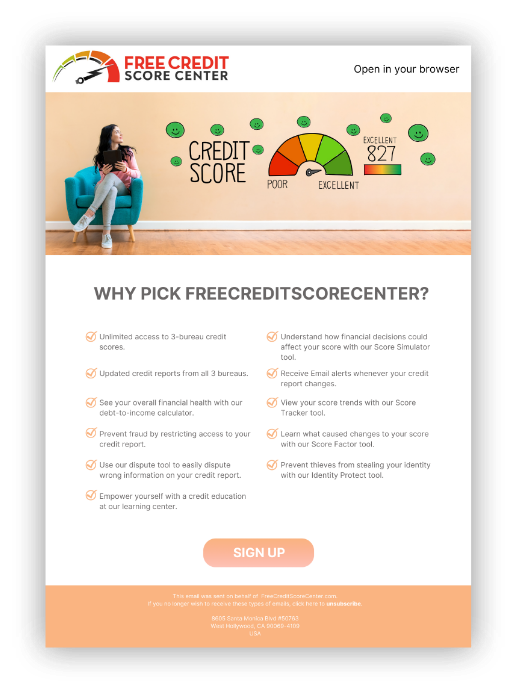 FREE CREDIT
SCORE CENTER
Open in your browser
CREDIT
SCORE
POOR
EXCELLENT
EXCELLENT
827
WHY PICK FREECREDITSCORECENTER?
Unlimited access to 3-bureau credit
scores.
Updated credit reports from all 3 bureaus.
See your overall financial health with our
debt-to-income calculator.
Prevent fraud by restricting access to your
credit report.
Use our dispute tool to easily dispute
wrong information on your credit report.
Empower yourself with a credit education
at our learning center.
Understand how financial decisions could
affect your score with our Score Simulator
tool.
Receive Email alerts whenever your credit
report changes.
View your score trends with our Score
Tracker tool.
Learn what caused changes to your score
with our Score Factor tool.
Prevent thieves from stealing your identity
with our Identity Protect tool.
SIGN UP
This email was sent on behalf of FreeCreditScoreCenter.com.
If you no longer wish to receive these types of emails, click here to unsubscribe.
Santa Monica Blvd
West Hollywood, CA
USA